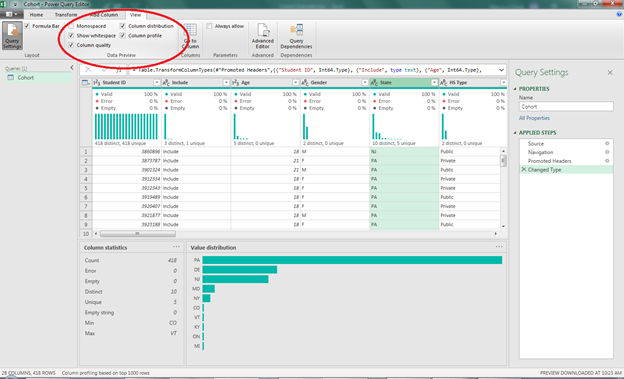 Cohort - Power Query Editor
Home Transform Add Column View
Query Settings
Formula Bar
Monospaced
Show whitespace
Column quality
Column distribution
Column profile
Go to Column
Always allow
Advanced Editor
Query Dependencies
Layout Data Preview Columns Parameters Advanced Dependencies
Queries [1]
Cohort
= Table.TransformColumnTypes(#"Promoted Headers",{{"Student ID", Int64.Type}, {"Include", type text}, {"Age", Int64.Type},
Student ID Include Age Gender State HS Type
Valid 100 % Valid 100 % Valid 100 % Valid 100 % Valid 100 % Valid 100 %
Error 0 % Error 0 % Error 0 % Error 0 % Error 0 % Error 0 %
Empty 0 % Empty 0 % Empty 0 % Empty 0 % Empty 0 % Empty 0 %
418 distinct, 418 unique 3 distinct, 1 unique 5 distinct, 0 unique 2 distinct, 0 unique 10 distinct, 5 unique 2 distinct, 0 unique
1 3860896 Include 18 M NJ Public
2 3873787 Include 21 F PA Private
3 3901324 Include 21 M PA Public
4 3912334 Include 18 F PA Private
5 3912343 Include 18 F PA Private
6 3919489 Include 18 F PA Public
7 3920407 Include 18 F PA Private
8 3921877 Include 18 M PA Private
9 3923188 Include 18 M PA Public
10
Column statistics
Count 418
Error 0
Empty 0
Distinct 10
Unique 5
Empty string 0
Min CO
Max VT
Value distribution
PA
DE
NJ
MD
NY
CO
VT
KY
ON
MI
Query Settings
PROPERTIES
Name
Cohort
All Properties
APPLIED STEPS
Source
Navigation
Promoted Headers
Changed Type
28 COLUMNS, 418 ROWS Column profiling based on top 1000 rows
PREVIEW DOWNLOADED AT 10:23 AM